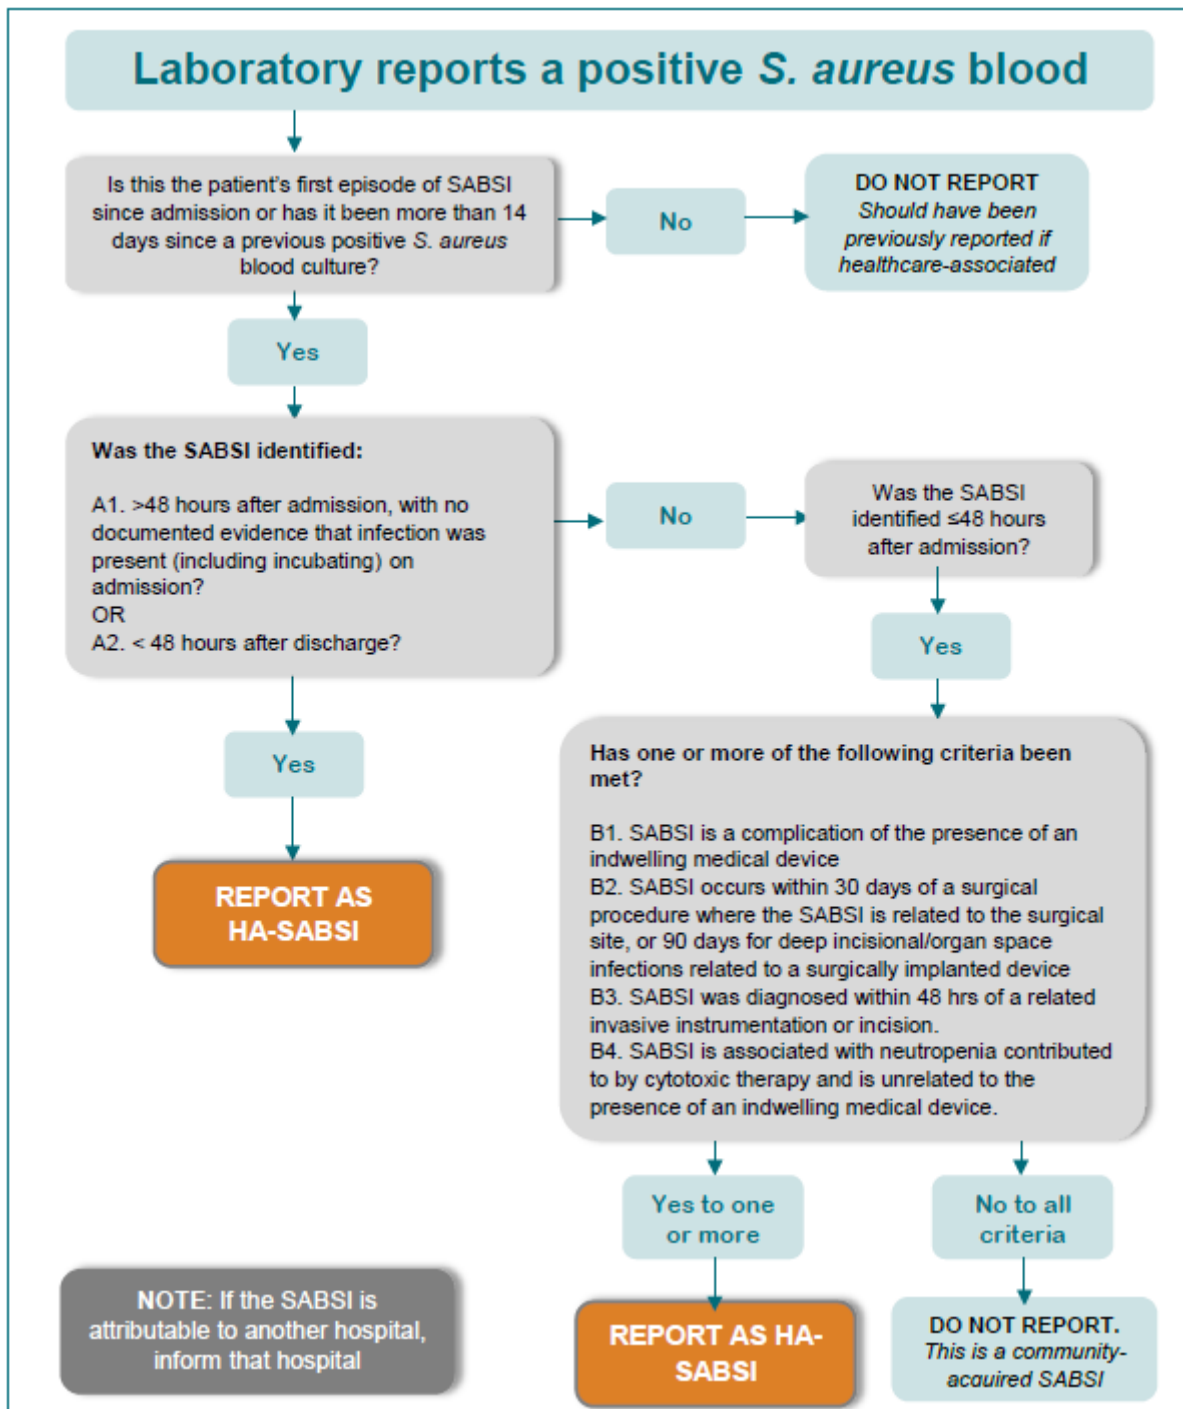 Laboratory reports a positive S. aureus blood
Is this the patient's first episode of SABSI
since admission or has it been more than 14
days since a previous positive S. aureus
blood culture?
No
DO NOT REPORT
Should have been
previously reported if
healthcare-associated
Yes
Was the SABSI identified:
A1. >48 hours after admission, with no
documented evidence that infection was
present (including incubating) on
admission?
OR
A2. < 48 hours after discharge?
No
Was the SABSI
identified ≤48 hours
after admission?
Yes
Yes
REPORT AS
HA-SABSI
Has one or more of the following criteria been
met?
B1. SABSI is a complication of the presence of an
indwelling medical device
B2. SABSI occurs within 30 days of a surgical
procedure where the SABSI is related to the surgical
site, or 90 days for deep incisional/organ space
infections related to a surgically implanted device
B3. SABSI was diagnosed within 48 hrs of a related
invasive instrumentation or incision.
B4. SABSI is associated with neutropenia contributed
to by cytotoxic therapy and is unrelated to the
presence of an indwelling medical device.
Yes to one
or more
No to all
criteria
NOTE: If the SABSI is
attributable to another hospital,
inform that hospital
REPORT AS HA-
SABSI
DO NOT REPORT.
This is a community-
acquired SABSI